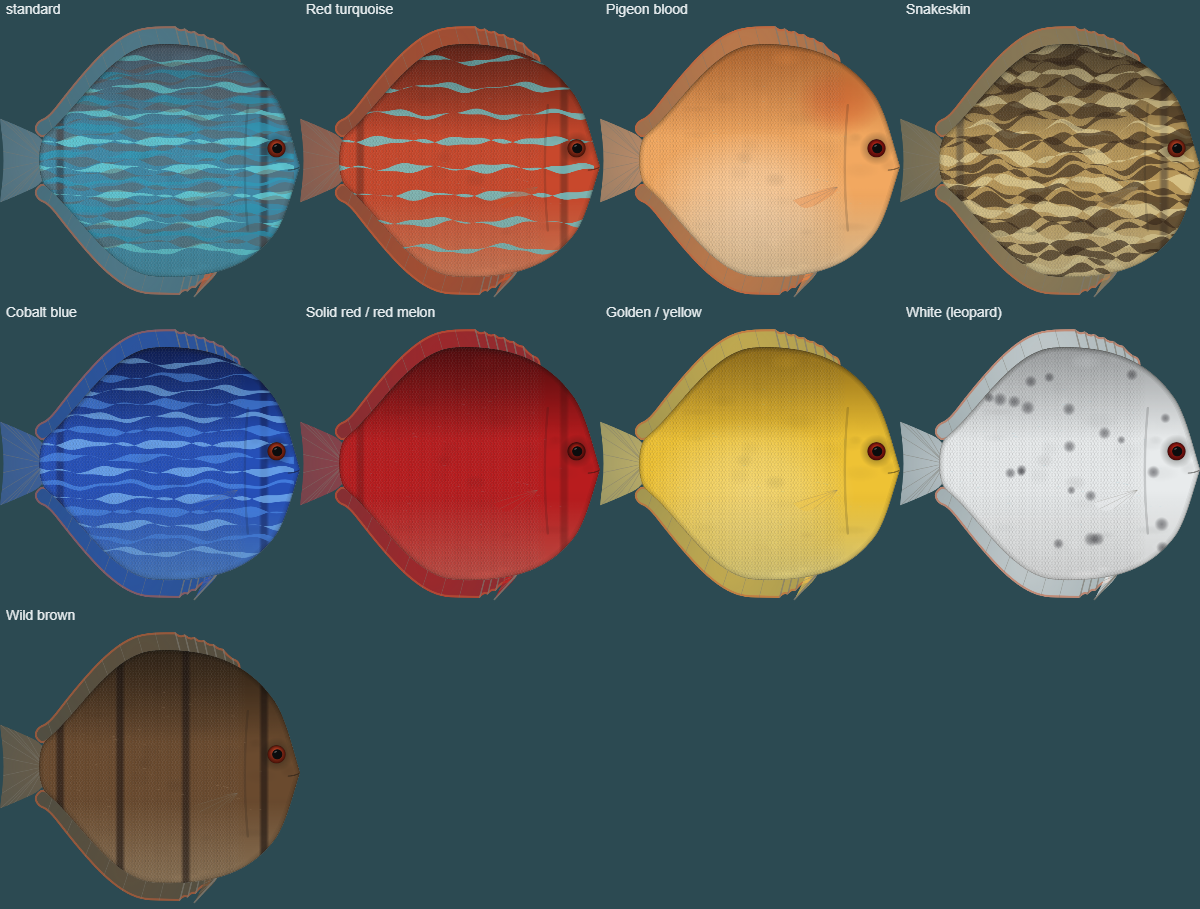 standard
Red turquoise
Pigeon blood
Snakeskin
Cobalt blue
Solid red / red melon
Golden / yellow
White (leopard)
Wild brown